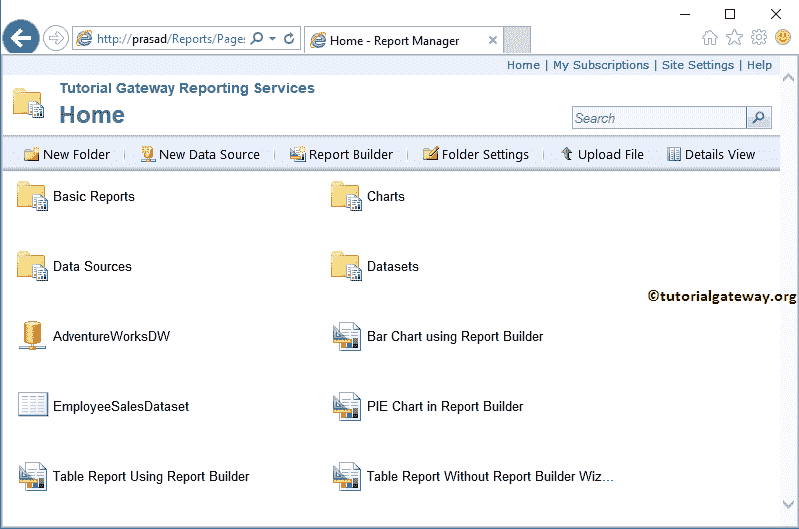 http://prasad/Reports/Page:
Home - Report Manager
Home | My Subscriptions | Site Settings | Help
Tutorial Gateway Reporting Services
Home
Search
New Folder | New Data Source | Report Builder | Folder Settings | Upload File | Details View
Basic Reports Charts
Data Sources Datasets
©tutorialgateway.org
AdventureWorksDW Bar Chart using Report Builder
EmployeeSalesDataset PIE Chart in Report Builder
Table Report Using Report Builder Table Report Without Report Builder Wiz...